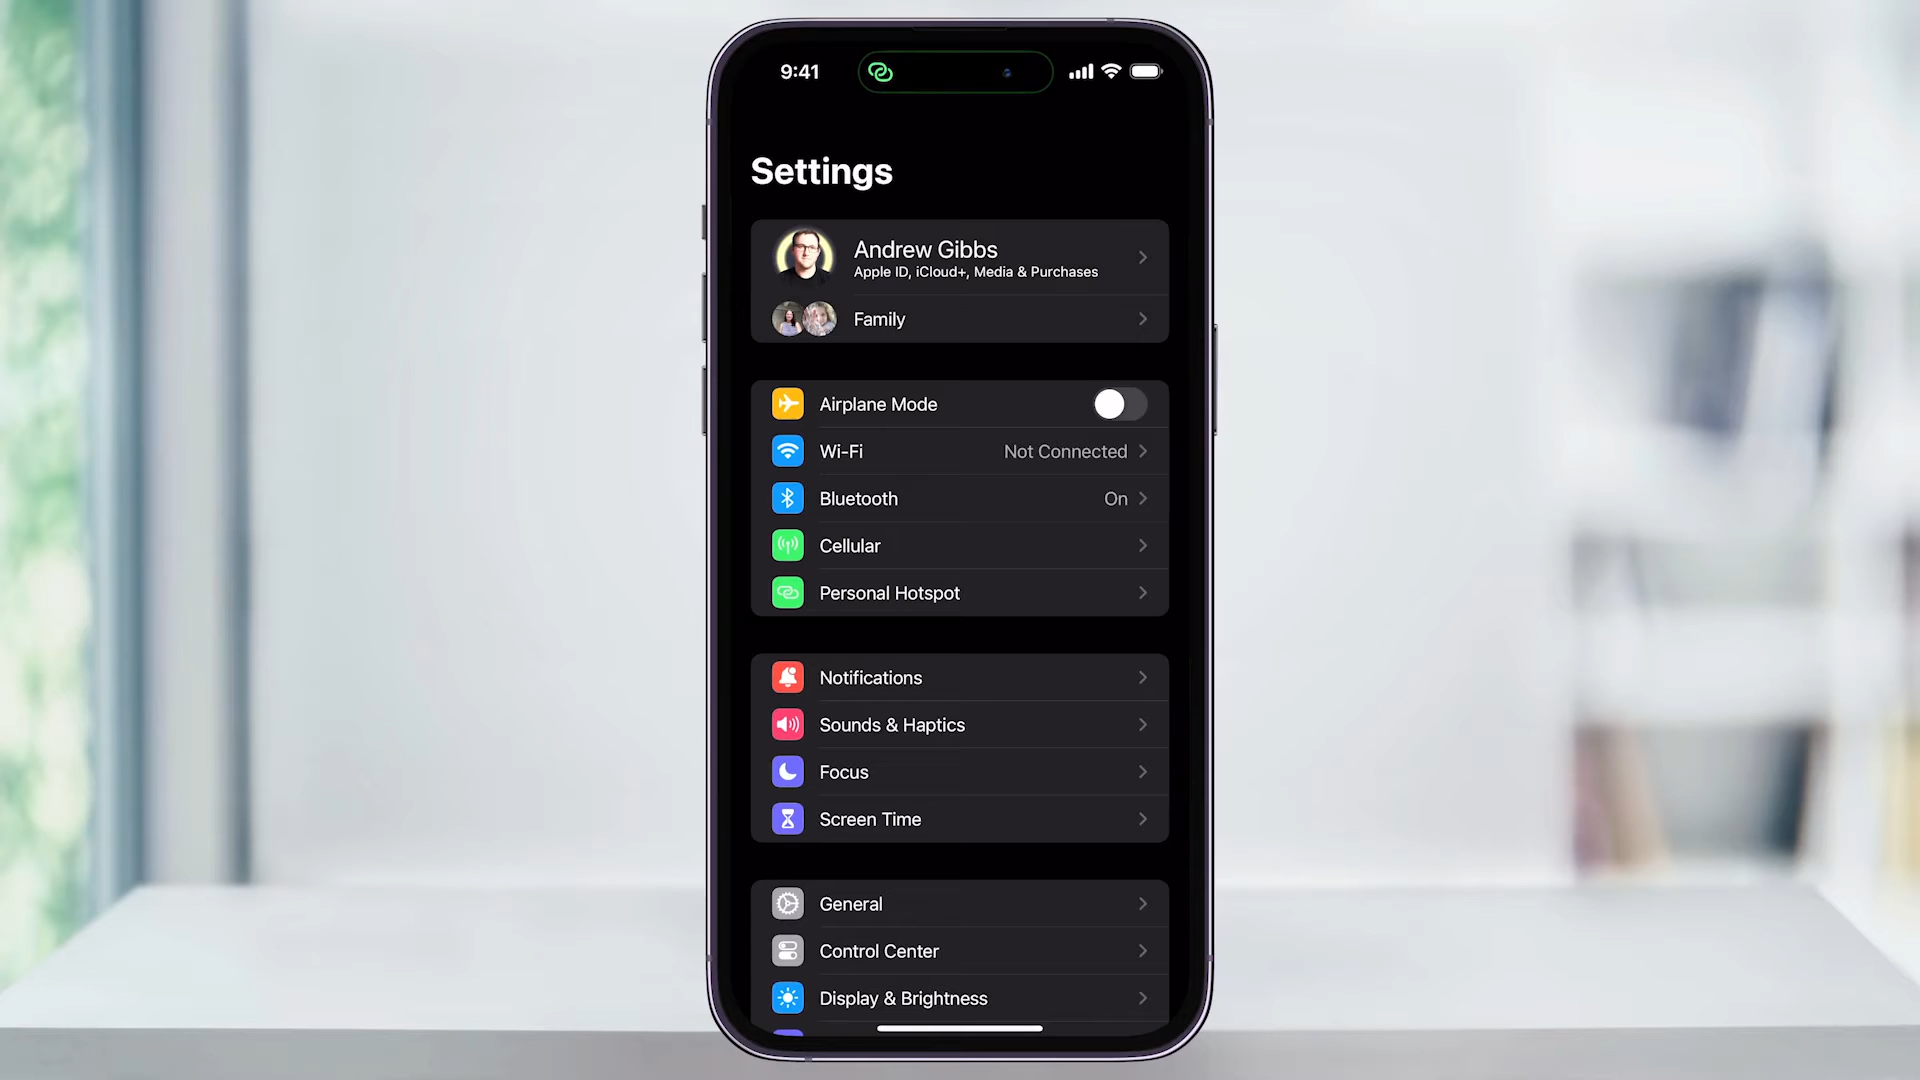 9:41
Settings
Andrew Gibbs
Apple ID, iCloud+, Media & Purchases
Family
Airplane Mode
Wi-Fi Not Connected
Bluetooth On
Cellular
Personal Hotspot
Notifications
Sounds & Haptics
Focus
Screen Time
General
Control Center
Display & Brightness